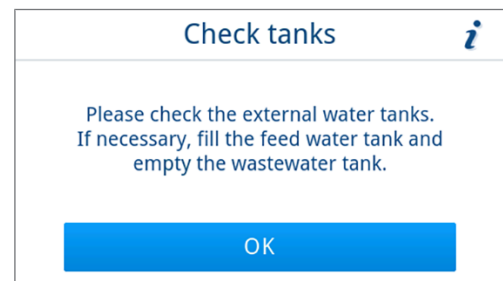 Check tanks
i
Please check the external water tanks.
If necessary, fill the feed water tank and
empty the wastewater tank.
OK